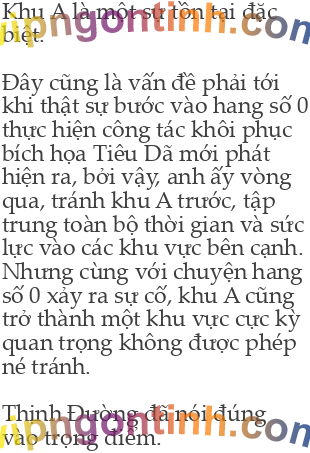 Khu A là một sự tồn tại đặc
biệt.
Đây cũng là vấn đề phải tới
khi thật sự bước vào hang số 0
thực hiện công tác khôi phục
bích họa Tiêu Dã mới phát
hiện ra, bởi vậy, anh ấy vòng
qua, tránh khu A trước, tập
trung toàn bộ thời gian và sức
lực vào các khu vực bên cạnh.
Nhưng cùng với chuyện hang
số 0 xảy ra sự cố, khu A cũng
trở thành một khu vực cực kỳ
quan trọng không được phép
né tránh.
Thịnh Đường đã nói đúng
vào trọng điểm.
vipngontinh.com
vipngontinh.com